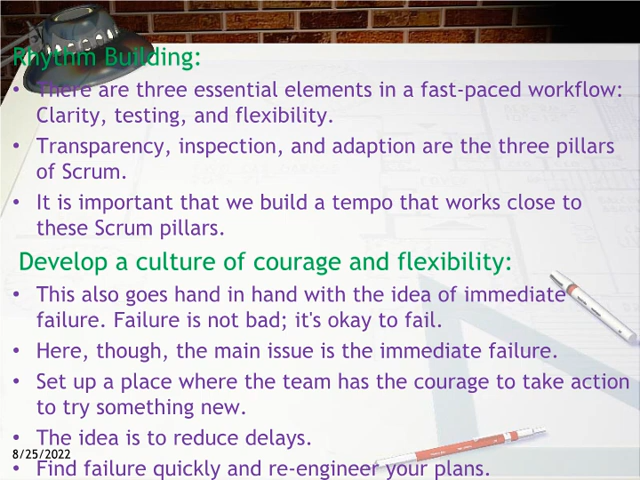 Rhythm Building:
• There are three essential elements in a fast-paced workflow:
Clarity, testing, and flexibility.
• Transparency, inspection, and adaption are the three pillars
of Scrum.
• It is important that we build a tempo that works close to
these Scrum pillars.
Develop a culture of courage and flexibility:
• This also goes hand in hand with the idea of immediate
failure. Failure is not bad; it's okay to fail.
• Here, though, the main issue is the immediate failure.
• Set up a place where the team has the courage to take action
to try something new.
• The idea is to reduce delays.
8/25/2022
• Find failure quickly and re-engineer your plans.